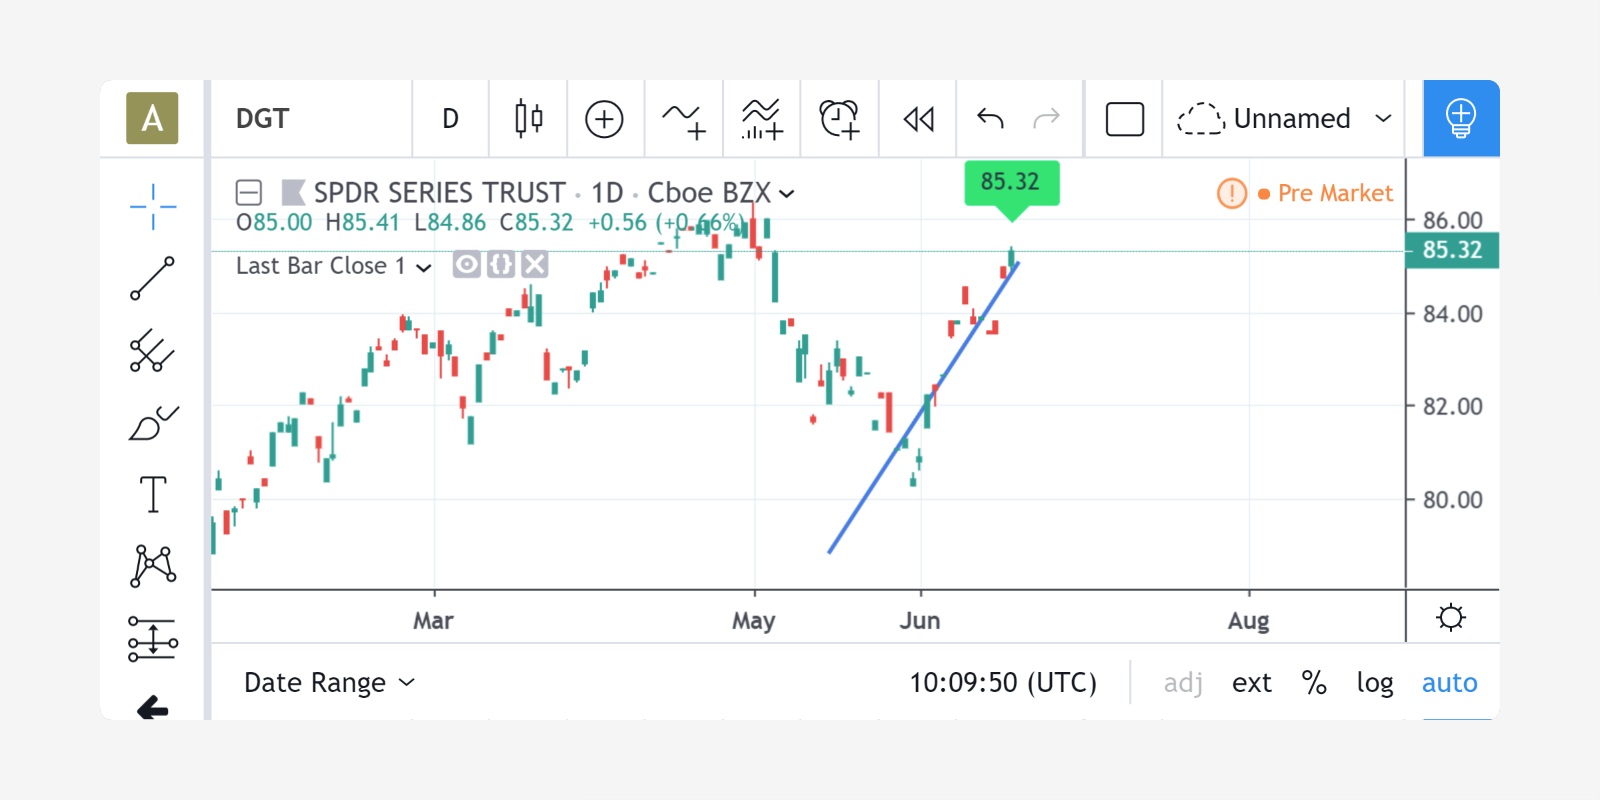 A
DGT
D
Unnamed
SPDR SERIES TRUST · 1D · Cboe BZX
O85.00 H85.41 L84.86 C85.32 +0.56 (+0.66%)
Last Bar Close 1
85.32
Pre Market
86.00
85.32
84.00
82.00
80.00
Mar May Jun Aug
Date Range
10:09:50 (UTC)
adj ext % log auto